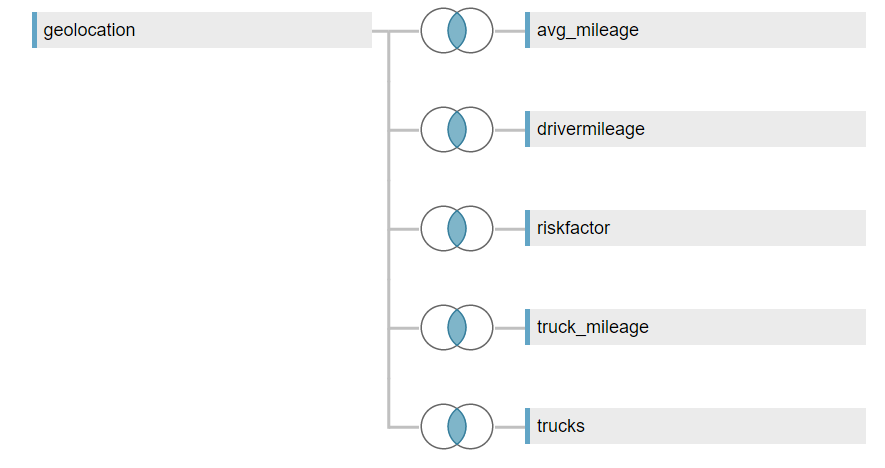 geolocation
avg_mileage
drivermileage
riskfactor
truck_mileage
trucks